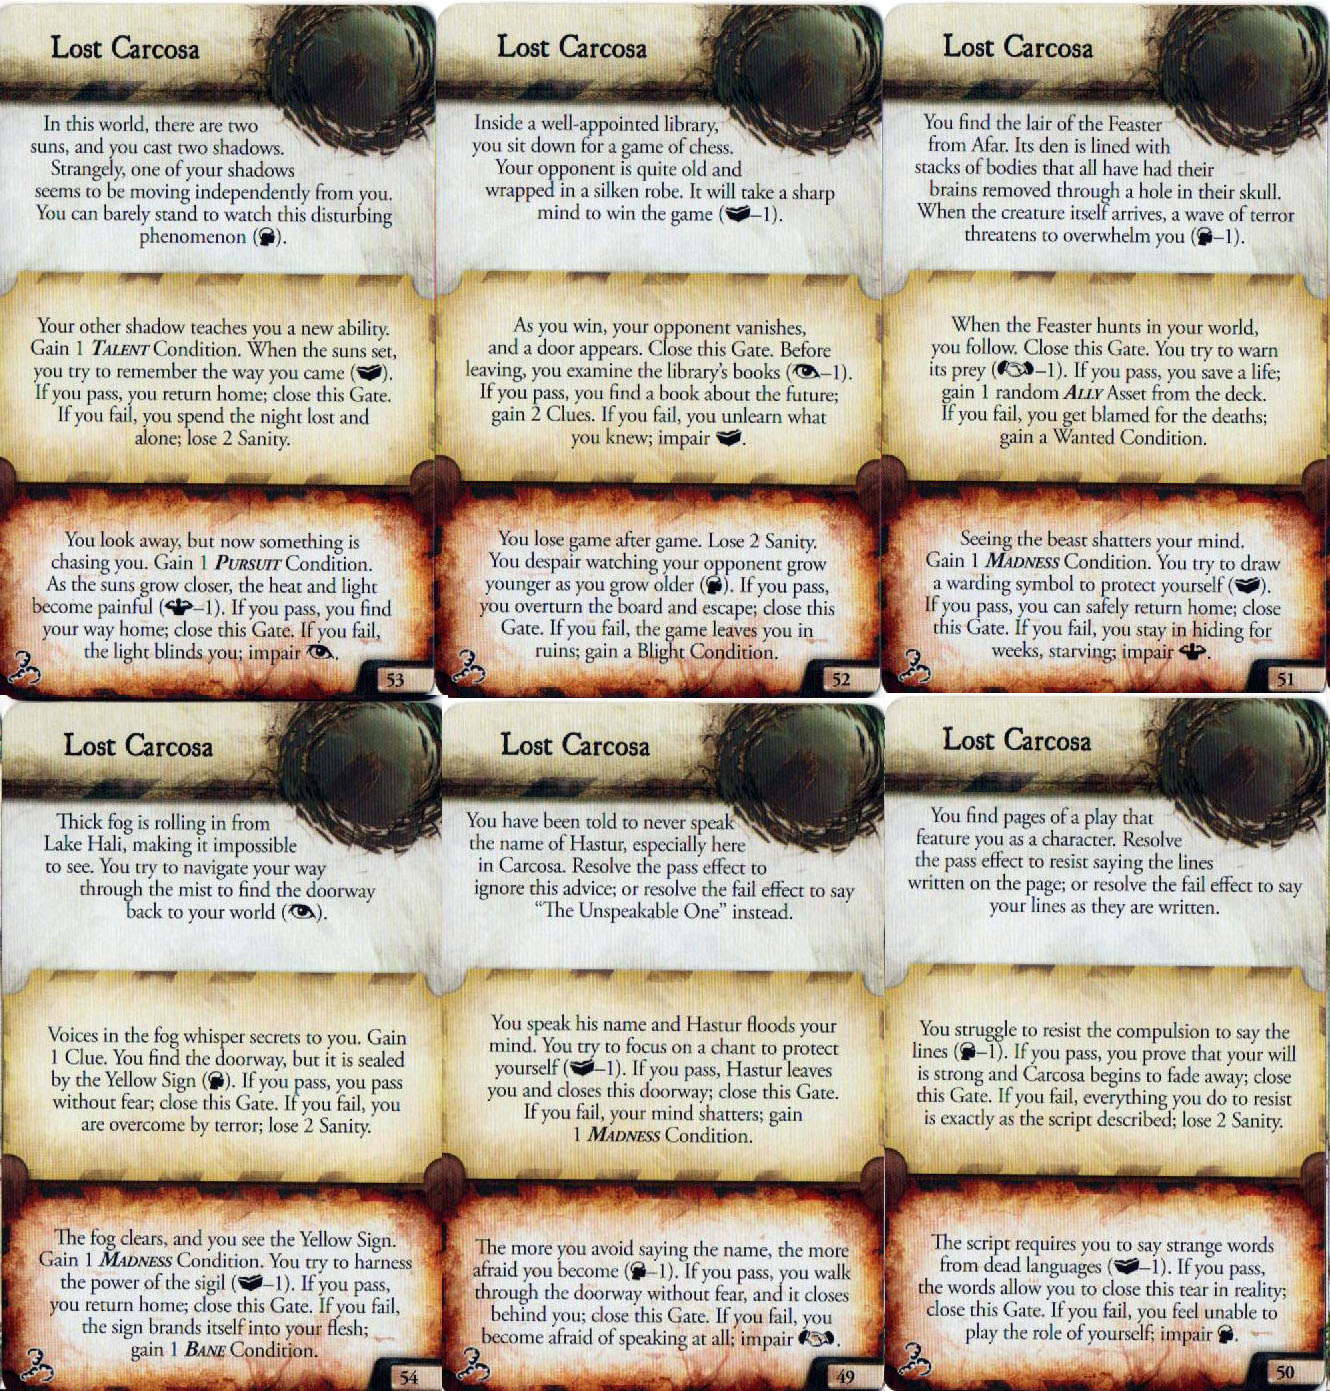 Lost Carcosa
In this world, there are two
suns, and you cast two shadows.
Strangely, one of your shadows
seems to be moving independently from you.
You can barely stand to watch this disturbing
phenomenon ( ).
Your other shadow teaches you a new ability.
Gain 1 TALENT Condition. When the suns set,
you try to remember the way you came ( ).
If you pass, you return home; close this Gate.
If you fail, you spend the night lost and
alone; lose 2 Sanity.
You look away, but now something is
chasing you. Gain 1 PURSUIT Condition.
As the suns grow closer, the heat and light
become painful ( –1). If you pass, you find
your way home; close this Gate. If you fail,
the light blinds you; impair .
53
Lost Carcosa
Inside a well-appointed library,
you sit down for a game of chess.
Your opponent is quite old and
wrapped in a silken robe. It will take a sharp
mind to win the game ( –1).
As you win, your opponent vanishes,
and a door appears. Close this Gate. Before
leaving, you examine the library's books ( –1).
If you pass, you find a book about the future;
gain 2 Clues. If you fail, you unlearn what
you knew; impair .
You lose game after game. Lose 2 Sanity.
You despair watching your opponent grow
younger as you grow older ( ). If you pass,
you overturn the board and escape; close this
Gate. If you fail, the game leaves you in
ruins; gain a Blight Condition.
52
Lost Carcosa
You find the lair of the Feaster
from Afar. Its den is lined with
stacks of bodies that all have had their
brains removed through a hole in their skull.
When the creature itself arrives, a wave of terror
threatens to overwhelm you ( –1).
When the Feaster hunts in your world,
you follow. Close this Gate. You try to warn
its prey ( –1). If you pass, you save a life;
gain 1 random ALLY Asset from the deck.
If you fail, you get blamed for the deaths;
gain a Wanted Condition.
Seeing the beast shatters your mind.
Gain 1 MADNESS Condition. You try to draw
a warding symbol to protect yourself ( ).
If you pass, you can safely return home; close
this Gate. If you fail, you stay in hiding for
weeks, starving; impair .
51
Lost Carcosa
Thick fog is rolling in from
Lake Hali, making it impossible
to see. You try to navigate your way
through the mist to find the doorway
back to your world ( ).
Voices in the fog whisper secrets to you. Gain
1 Clue. You find the doorway, but it is sealed
by the Yellow Sign ( ). If you pass, you pass
without fear; close this Gate. If you fail, you
are overcome by terror; lose 2 Sanity.
The fog clears, and you see the Yellow Sign.
Gain 1 MADNESS Condition. You try to harness
the power of the sigil ( –1). If you pass,
you return home; close this Gate. If you fail,
the sign brands itself into your flesh;
gain 1 BANE Condition.
54
Lost Carcosa
You have been told to never speak
the name of Hastur, especially here
in Carcosa. Resolve the pass effect to
ignore this advice; or resolve the fail effect to say
"The Unspeakable One" instead.
You speak his name and Hastur floods your
mind. You try to focus on a chant to protect
yourself ( –1). If you pass, Hastur leaves
you and closes this doorway; close this Gate.
If you fail, your mind shatters; gain
1 MADNESS Condition.
The more you avoid saying the name, the more
afraid you become ( –1). If you pass, you walk
through the doorway without fear, and it closes
behind you; close this Gate. If you fail, you
become afraid of speaking at all; impair .
49
Lost Carcosa
You find pages of a play that
feature you as a character. Resolve
the pass effect to resist saying the lines
written on the page; or resolve the fail effect to say
your lines as they are written.
You struggle to resist the compulsion to say the
lines ( –1). If you pass, you prove that your will
is strong and Carcosa begins to fade away; close
this Gate. If you fail, everything you do to resist
is exactly as the script described; lose 2 Sanity.
The script requires you to say strange words
from dead languages ( –1). If you pass,
the words allow you to close this tear in reality;
close this Gate. If you fail, you feel unable to
play the role of yourself; impair .
50